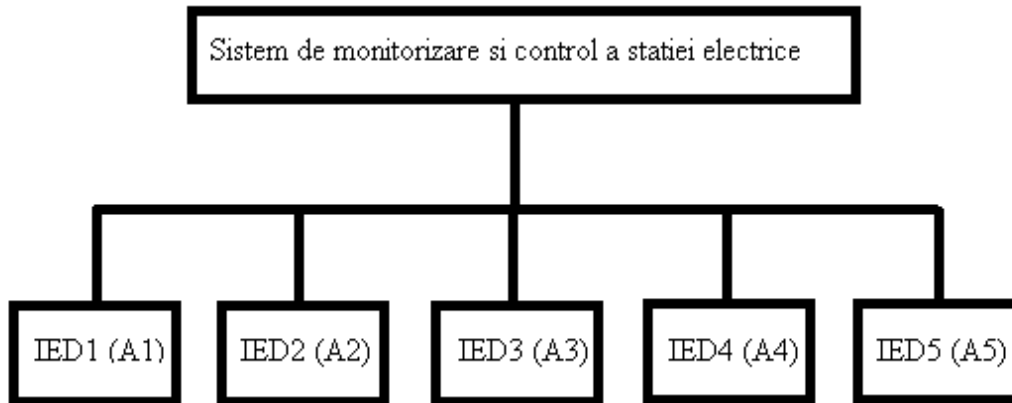 Sistem de monitorizare si control a statiei electrice
IED1 (A1)
IED2 (A2)
IED3 (A3)
IED4 (A4)
IED5 (A5)